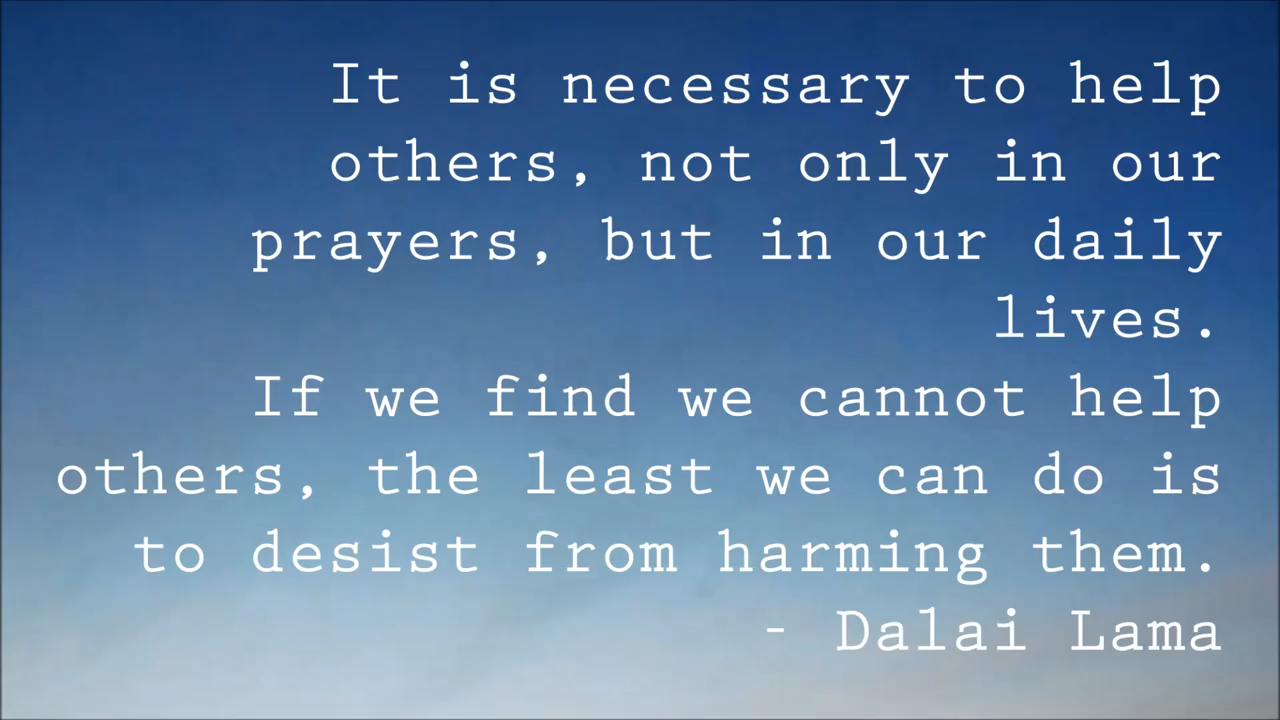 It is necessary to help
others, not only in our
prayers, but in our daily
lives.
If we find we cannot help
others, the least we can do is
to desist from harming them.
- Dalai Lama